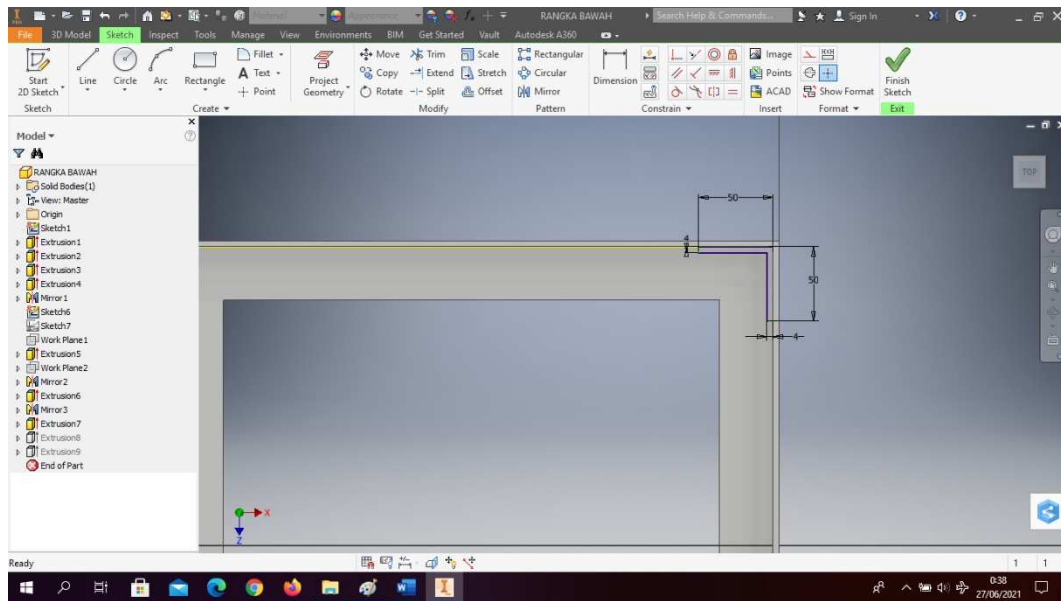 Material
Appearance
RANGKA BAWAH
Search Help & Commands...
Sign In
File 3D Model Sketch Inspect Tools Manage View Environments BIM Get Started Vault Autodesk A360
Start 2D Sketch
Line
Circle
Arc
Rectangle
Fillet
Text
Point
Project Geometry
Move
Copy
Rotate
Trim
Extend
Split
Scale
Stretch
Offset
Rectangular
Circular
Mirror
Dimension
Image
Points
ACAD
Show Format
Finish Sketch
Sketch Create Modify Pattern Constrain Insert Format Exit
Model
RANGKA BAWAH
Solid Bodies(1)
View: Master
Origin
Sketch1
Extrusion1
Extrusion2
Extrusion3
Extrusion4
Mirror1
Sketch6
Sketch7
Work Plane1
Extrusion5
Work Plane2
Mirror2
Extrusion6
Mirror3
Extrusion7
Extrusion8
Extrusion9
End of Part
TOP
50
4
50
4
X
Z
Ready
1 1
0:38
27/06/2021